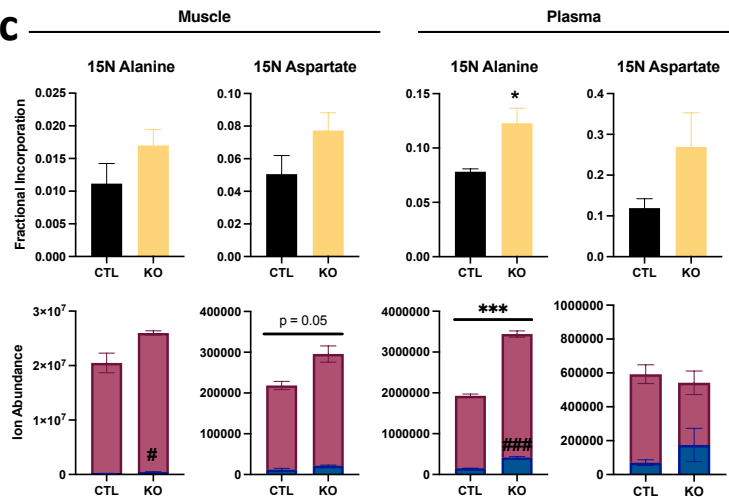 c
Muscle
Plasma
15N Alanine
15N Aspartate
15N Alanine
15N Aspartate
Fractional Incorporation
0.025
0.020
0.015
0.010
0.005
0.000
CTL KO
0.10
0.08
0.06
0.04
0.02
0.00
CTL KO
0.15
0.10
0.05
0.00
*
CTL KO
0.4
0.3
0.2
0.1
0.0
CTL KO
Ion Abundance
3×10⁷
2×10⁷
1×10⁷
0
#
CTL KO
400000
300000
200000
100000
0
p = 0.05
CTL KO
4000000
3000000
2000000
1000000
0
***
###
CTL KO
1000000
800000
600000
400000
200000
0
CTL KO